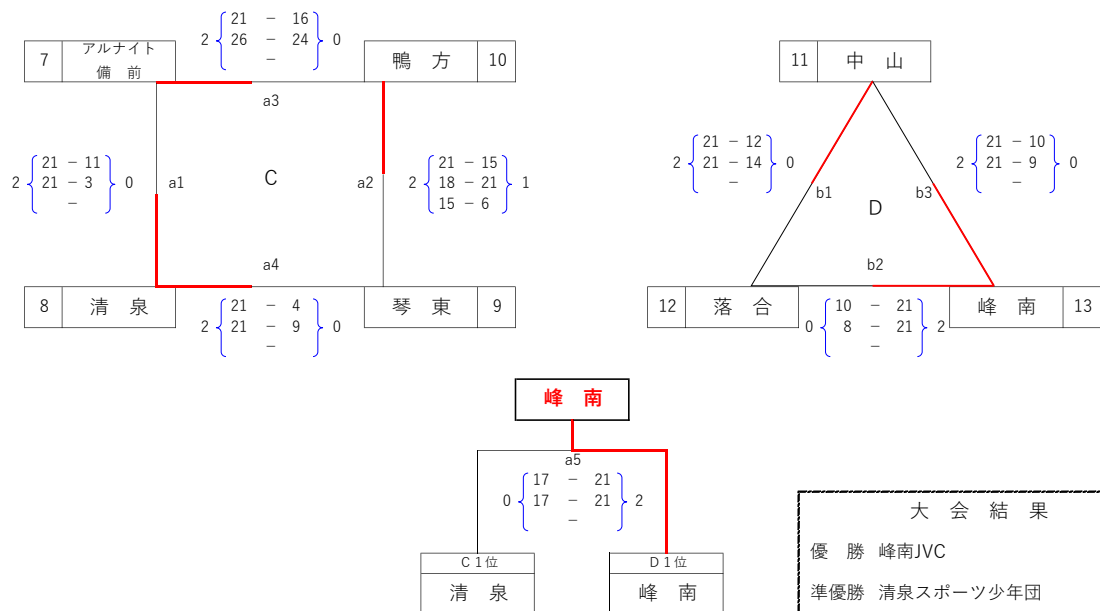 21 － 16
2 26 － 24 0
－
7 アルナイト
備 前
鴨 方 10
11 中 山
a3
21 － 11
2 21 － 3 0
－
a1
C
a2
21 － 15
2 18 － 21 1
15 － 6
21 － 12
2 21 － 14 0
－
b1
D
b3
21 － 10
2 21 － 9 0
－
a4
b2
8 清 泉
琴 東 9
12 落 合
峰 南 13
21 － 4
2 21 － 9 0
－
10 － 21
0 8 － 21 2
－
峰 南
a5
17 － 21
0 17 － 21 2
－
C1位
清 泉
D1位
峰 南
大 会 結 果
優 勝 峰南JVC
準優勝 清泉スポーツ少年団